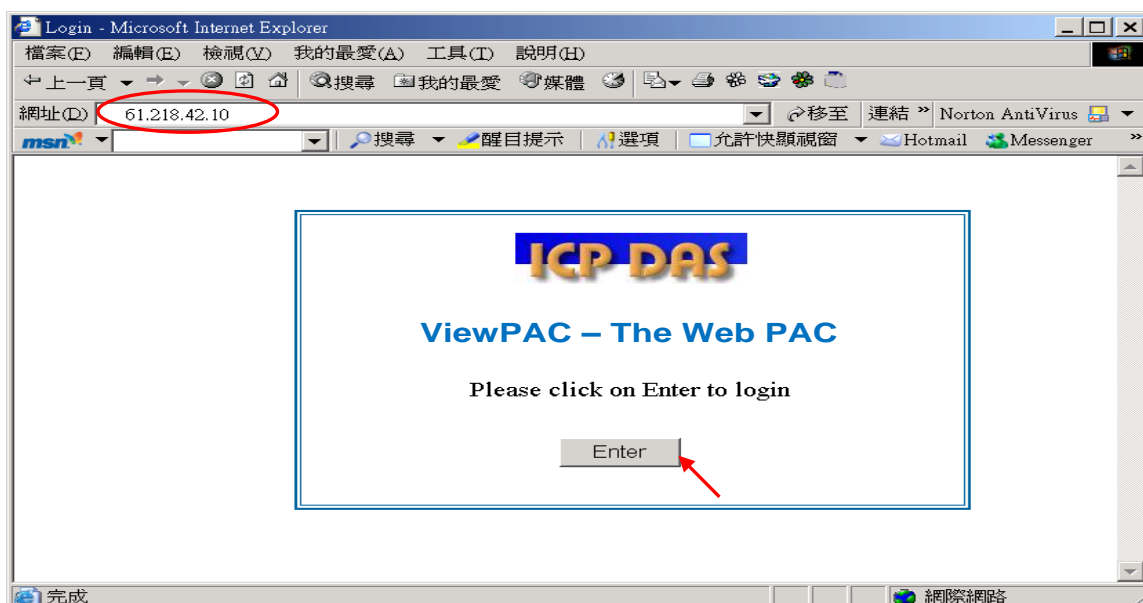 Login - Microsoft Internet Explorer
檔案(F) 編輯(E) 檢視(V) 我的最愛(A) 工具(T) 說明(H)
上一頁 搜尋 我的最愛 媒體
網址(D) 61.218.42.10 移至 連結 » Norton AntiVirus
msn 搜尋 醒目提示 選項 允許快顯視窗 Hotmail Messenger »
ICP DAS
ViewPAC – The Web PAC
Please click on Enter to login
Enter
完成 網際網路